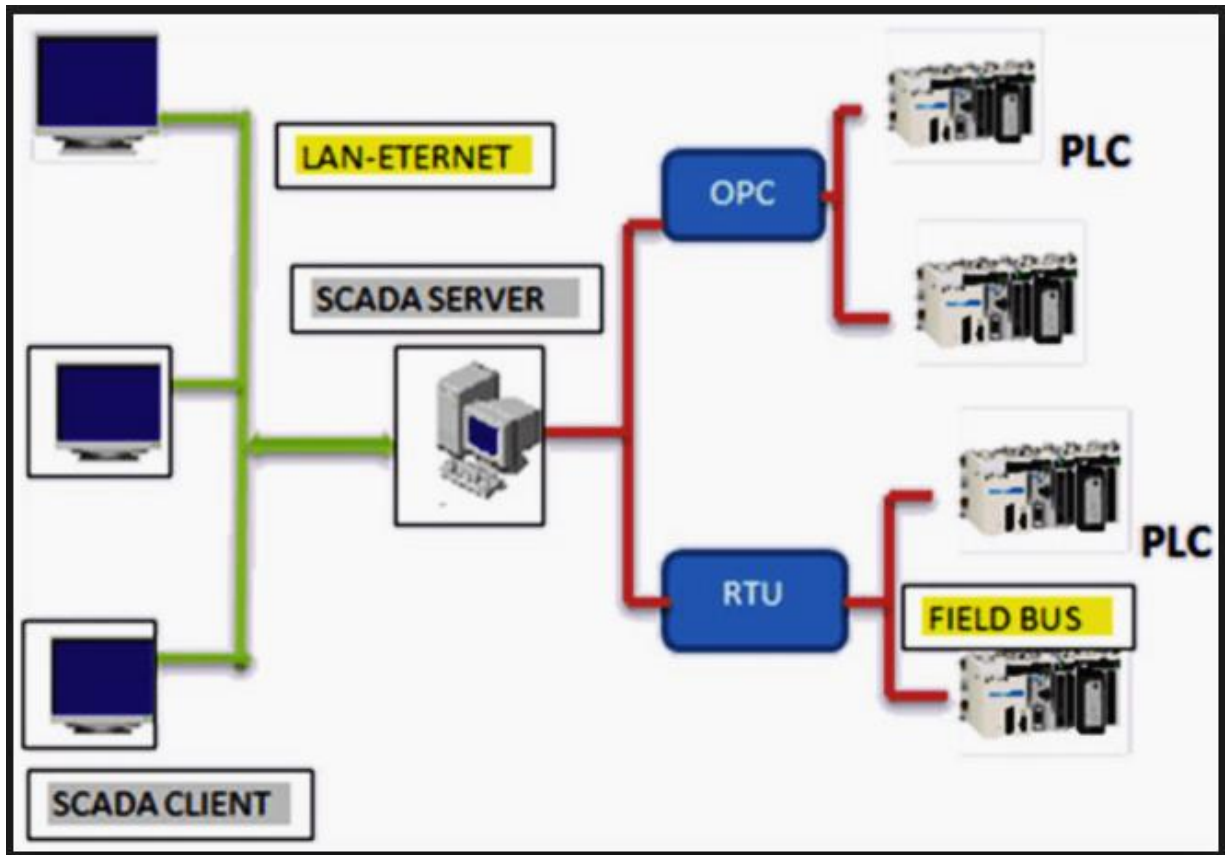 LAN-ETERNET
OPC
PLC
SCADA SERVER
PLC
RTU
FIELD BUS
SCADA CLIENT